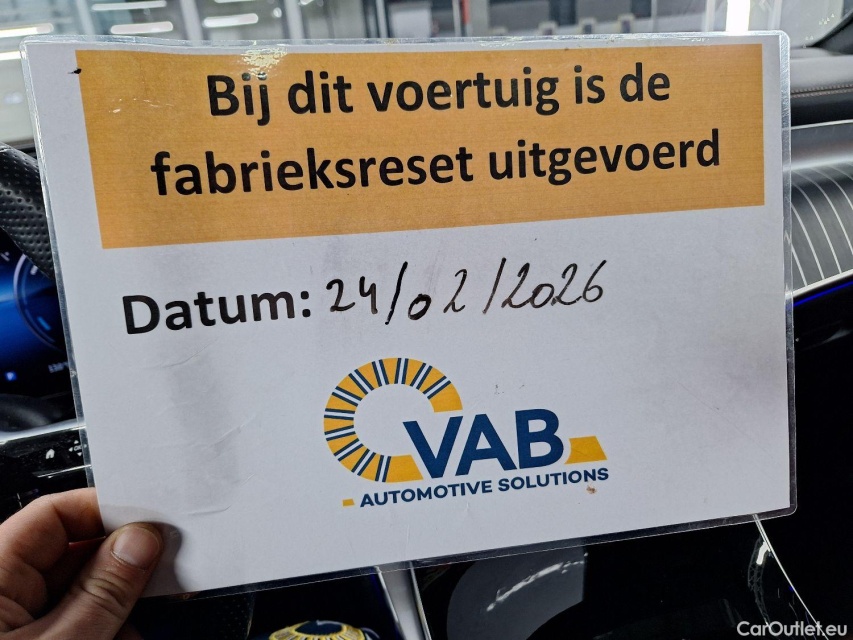 Bij dit voertuig is de
fabrieksreset uitgevoerd
Datum: 24/02/2026
VAB
AUTOMOTIVE SOLUTIONS
CarOutlet.eu